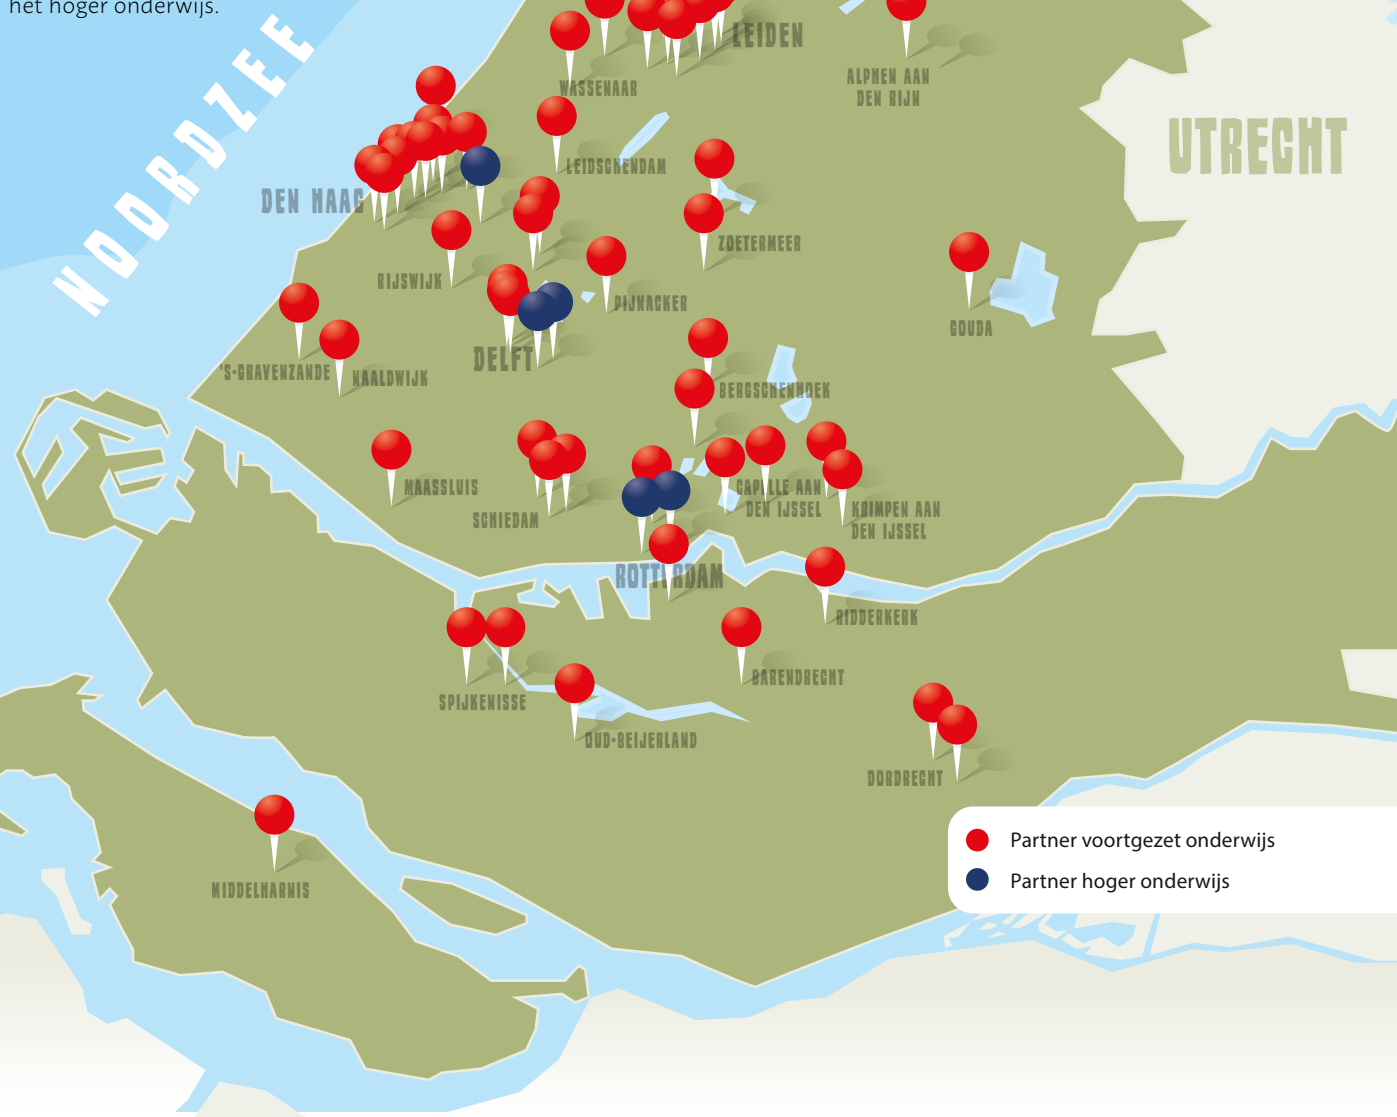 het hoger onderwijs.
NOORDZEE
LEIDEN
WASSENAAR
ALPHEN AAN
DEN RIJN
UTRECHT
LEIDSCHENDAM
DEN HAAG
ZOETERMEER
RIJSWIJK
PIJNACKER
GOUDA
DELFT
'S-GRAVENZANDE
NAALDWIJK
BERGSCHENHOEK
MAASSLUIS
CAPELLE AAN
DEN IJSSEL
SCHIEDAM
KRIMPEN AAN
DEN IJSSEL
ROTTERDAM
RIDDERKERK
BARENDRECHT
SPIJKENISSE
OUD-BEIJERLAND
DORDRECHT
Partner voortgezet onderwijs
Partner hoger onderwijs
MIDDELHARNIS